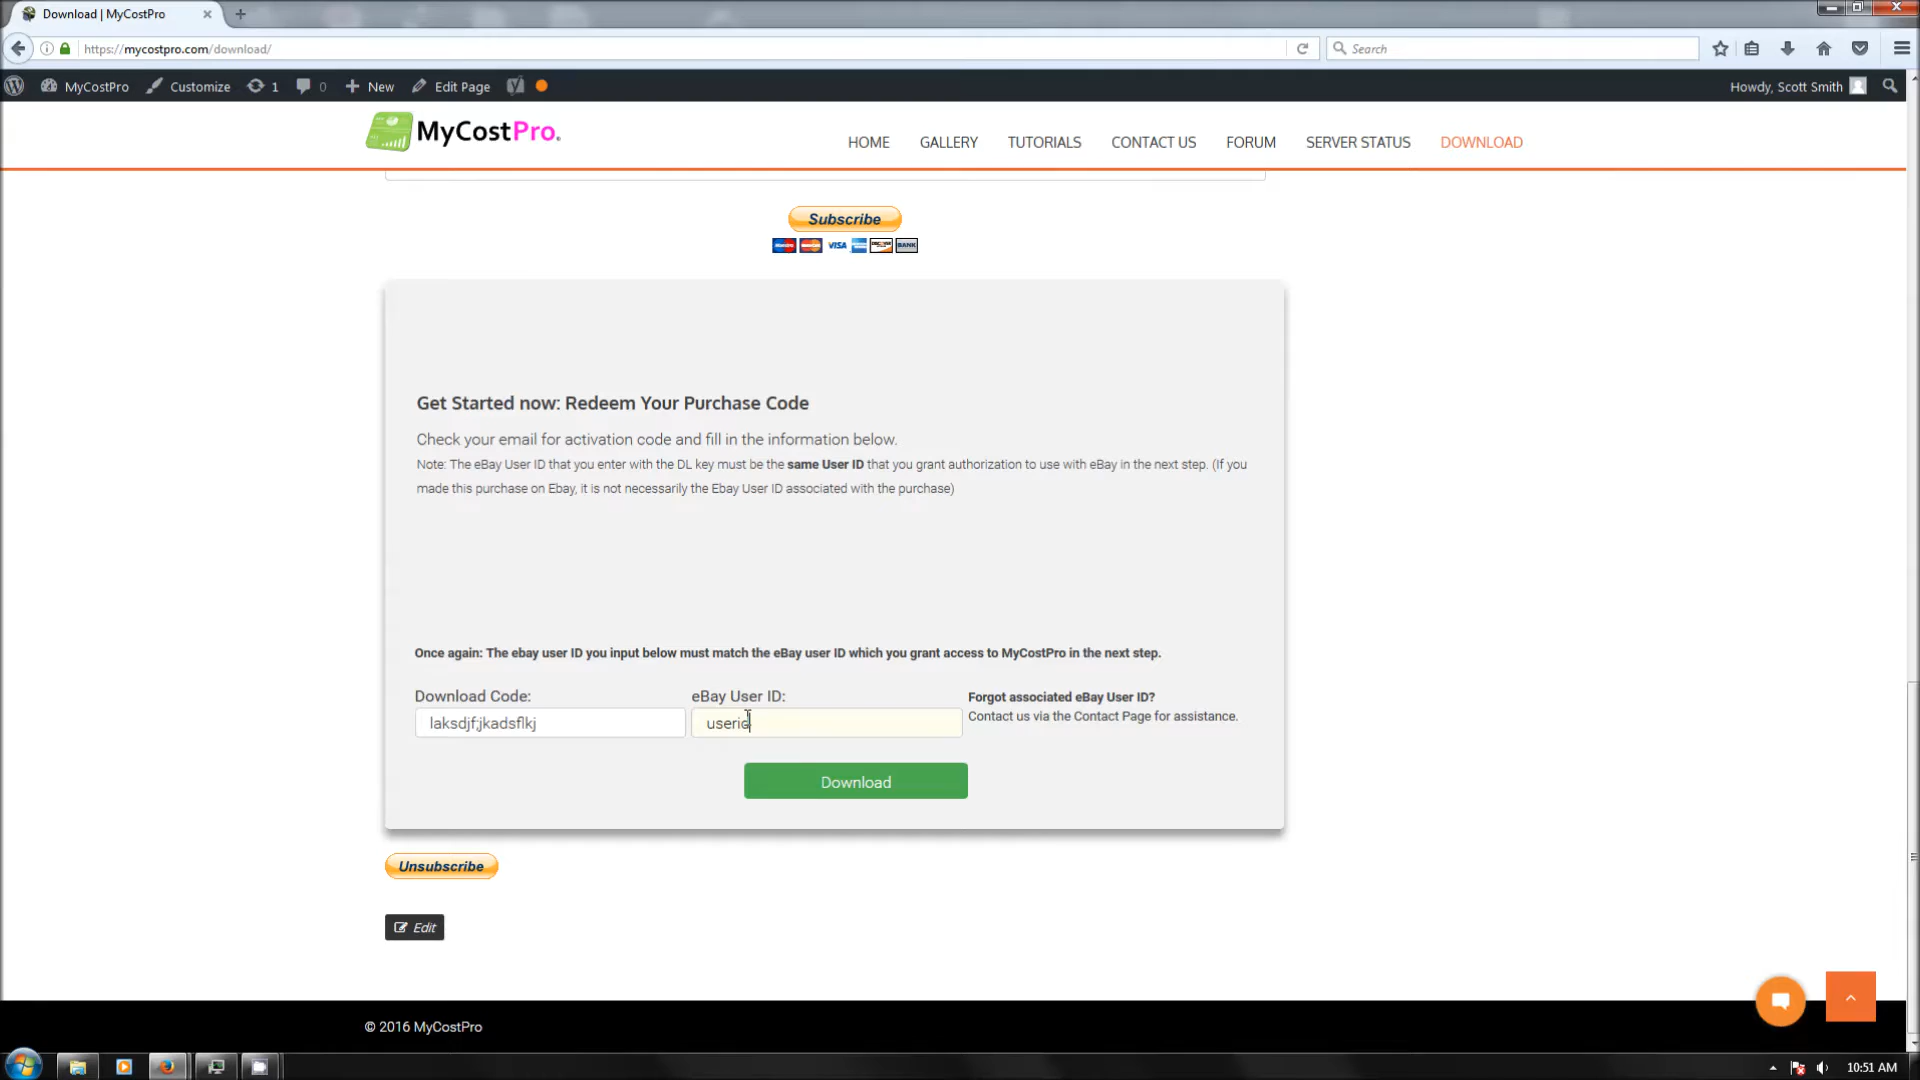 Download | MyCostPro
https://mycostpro.com/download/
Search
MyCostPro
Customize
1
0
New
Edit Page
Howdy, Scott Smith
MyCostPro.
HOME
GALLERY
TUTORIALS
CONTACT US
FORUM
SERVER STATUS
DOWNLOAD
Subscribe
VISA
BANK
Get Started now: Redeem Your Purchase Code
Check your email for activation code and fill in the information below.
Note: The eBay User ID that you enter with the DL key must be the same User ID that you grant authorization to use with eBay in the next step. (If you
made this purchase on Ebay, it is not necessarily the Ebay User ID associated with the purchase)
Once again: The ebay user ID you input below must match the eBay user ID which you grant access to MyCostPro in the next step.
Download Code:
eBay User ID:
Forgot associated eBay User ID?
Contact us via the Contact Page for assistance.
laksdjf;jkadsflkj
userid
Download
Unsubscribe
Edit
© 2016 MyCostPro
10:51 AM